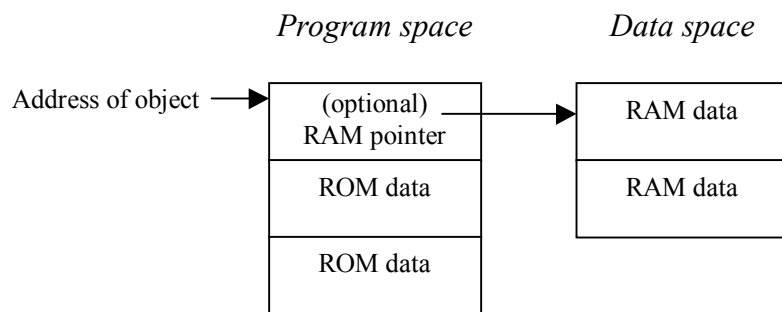 Program space
Data space
Address of object
(optional)
RAM pointer
RAM data
ROM data
RAM data
ROM data